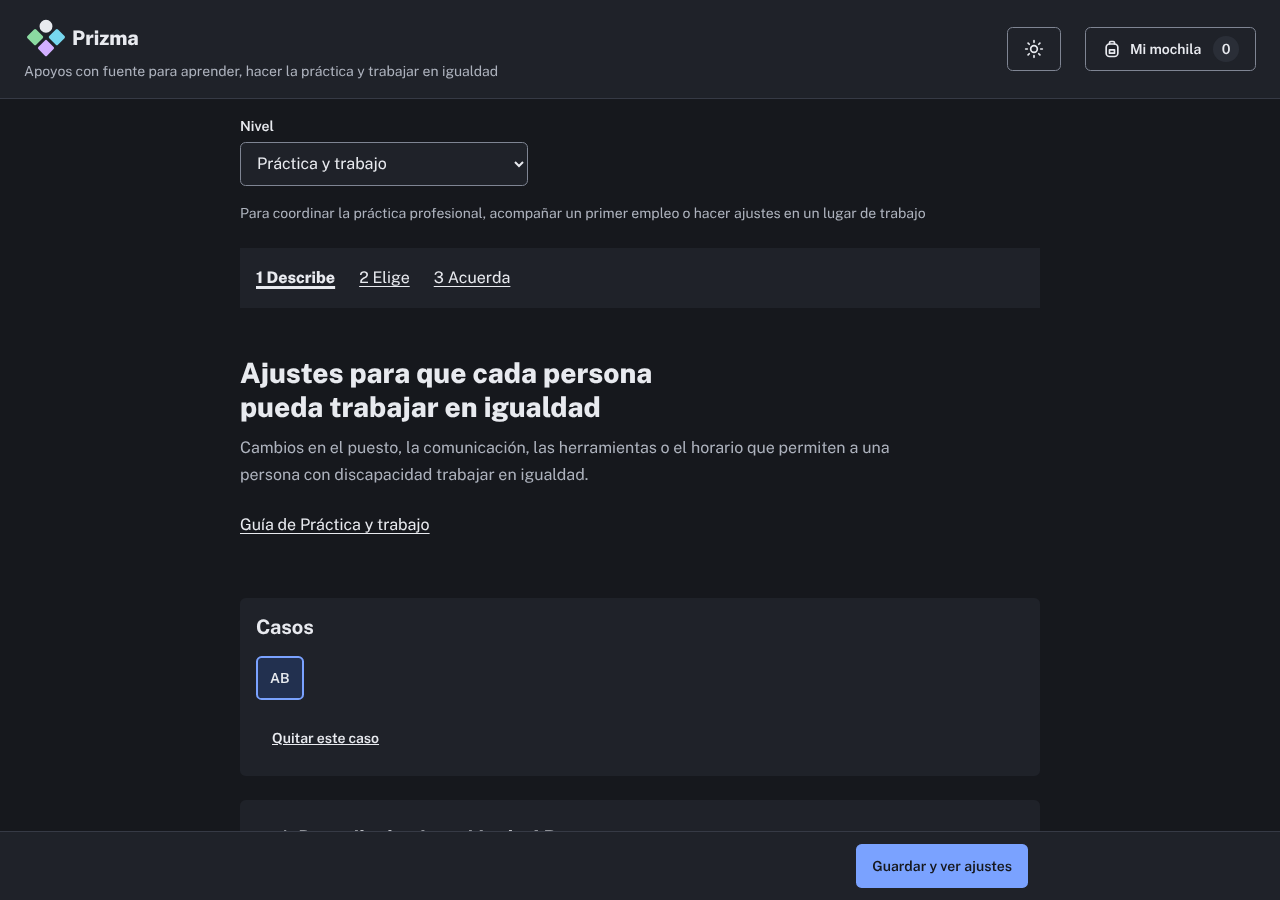 Prizma
Apoyos con fuente para aprender, hacer la práctica y trabajar en igualdad
Mi mochila 0
Nivel
Práctica y trabajo
Para coordinar la práctica profesional, acompañar un primer empleo o hacer ajustes en un lugar de trabajo
1 Describe 2 Elige 3 Acuerda
Ajustes para que cada persona
pueda trabajar en igualdad
Cambios en el puesto, la comunicación, las herramientas o el horario que permiten a una
persona con discapacidad trabajar en igualdad.
Guía de Práctica y trabajo
Casos
AB
Quitar este caso
Guardar y ver ajustes